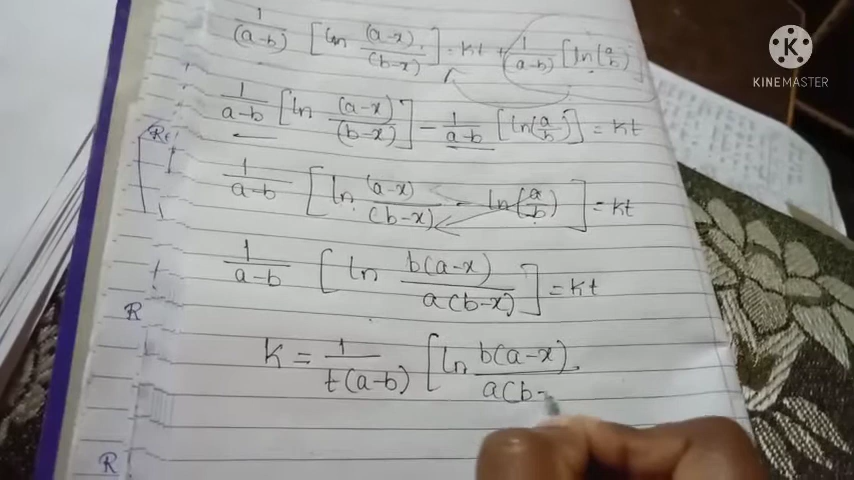 1/(a-b) [ln (a-x)/(b-x)] = kt + 1/(a-b) [ln(a/b)]
K
KINEMASTER
1/a-b [ln (a-x)/(b-x)] - 1/a-b [ln(a/b)] = kt
1/a-b [ln (a-x)/(b-x) - ln(a/b)] = kt
1/a-b [ln b(a-x)/a(b-x)] = kt
R
K = 1/t(a-b) [ln b(a-x)/a(b-
R